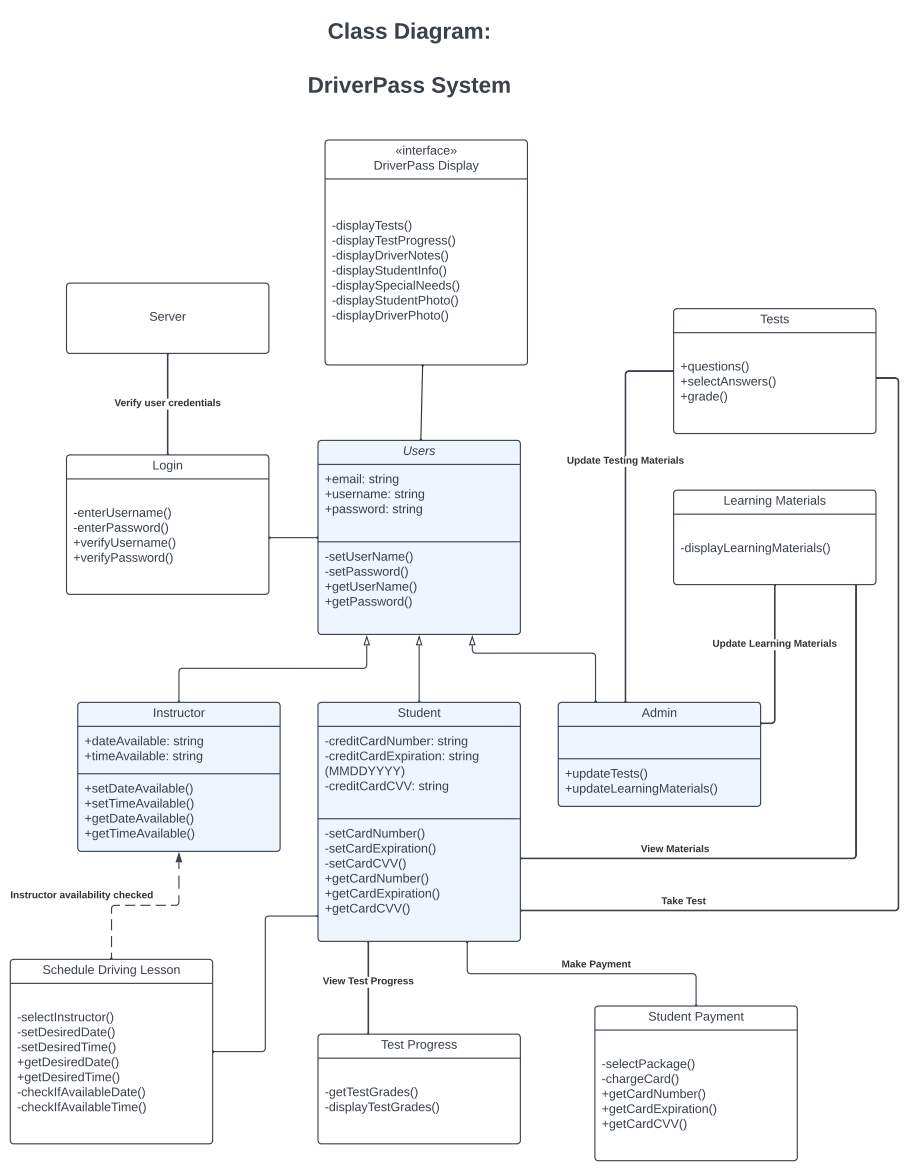 Class Diagram:
DriverPass System
«interface»
DriverPass Display
-displayTests()
-displayTestProgress()
-displayDriverNotes()
-displayStudentInfo()
-displaySpecialNeeds()
-displayStudentPhoto()
-displayDriverPhoto()
Server
Verify user credentials
Login
-enterUsername()
-enterPassword()
+verifyUsername()
+verifyPassword()
Users
+email: string
+username: string
+password: string
-setUserName()
-setPassword()
+getUserName()
+getPassword()
Tests
+questions()
+selectAnswers()
+grade()
Update Testing Materials
Learning Materials
-displayLearningMaterials()
Update Learning Materials
Instructor
+dateAvailable: string
+timeAvailable: string
+setDateAvailable()
+setTimeAvailable()
+getDateAvailable()
+getTimeAvailable()
Student
-creditCardNumber: string
-creditCardExpiration: string
(MMDDYYYY)
-creditCardCVV: string
-setCardNumber()
-setCardExpiration()
-setCardCVV()
+getCardNumber()
+getCardExpiration()
+getCardCVV()
Admin
+updateTests()
+updateLearningMaterials()
View Materials
Take Test
Instructor availability checked
Schedule Driving Lesson
-selectInstructor()
-setDesiredDate()
-setDesiredTime()
+getDesiredDate()
+getDesiredTime()
-checkIfAvailableDate()
-checkIfAvailableTime()
View Test Progress
Test Progress
-getTestGrades()
-displayTestGrades()
Make Payment
Student Payment
-selectPackage()
-chargeCard()
+getCardNumber()
+getCardExpiration()
+getCardCVV()